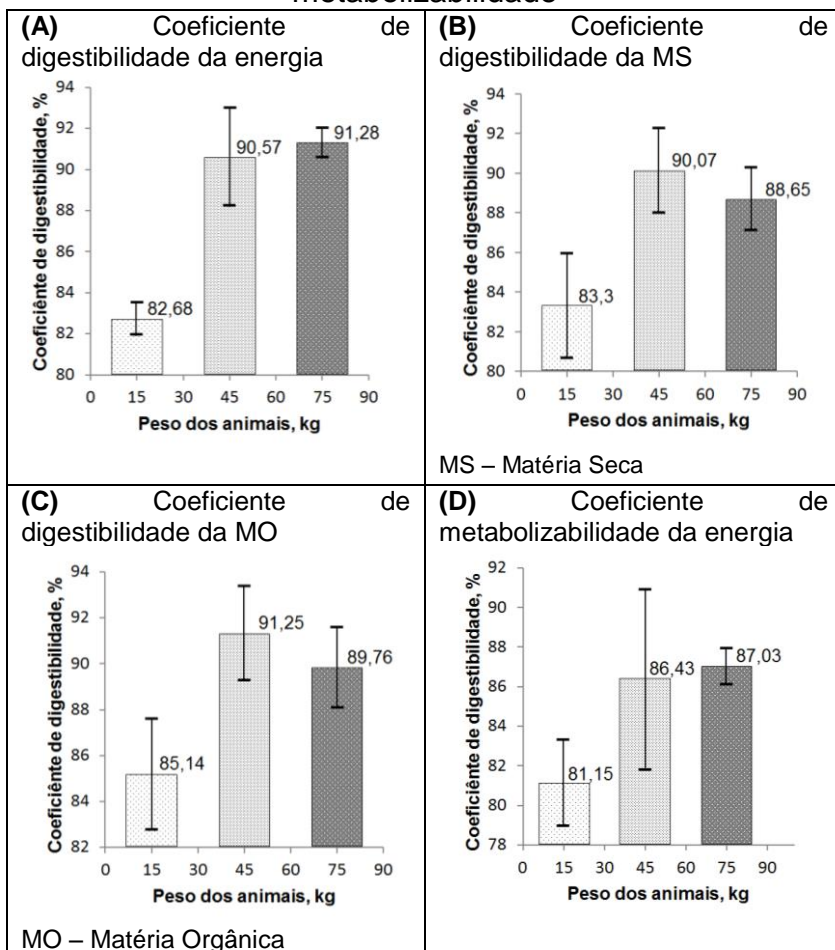 metabolizabilidade
(A) Coeficiente de
digestibilidade da energia
94
92
90
88
86
84
82
80
Coeficiênte de digestibilidade, %
82,68
90,57
91,28
0 15 30 45 60 75 90
Peso dos animais, kg
(B) Coeficiente de
digestibilidade da MS
94
92
90
88
86
84
82
80
Coeficiênte de digestibilidade, %
83,3
90,07
88,65
0 15 30 45 60 75 90
Peso dos animais, kg
MS – Matéria Seca
(C) Coeficiente de
digestibilidade da MO
94
92
90
88
86
84
82
Coeficiênte de digestibilidade, %
85,14
91,25
89,76
0 15 30 45 60 75 90
Peso dos animais, kg
MO – Matéria Orgânica
(D) Coeficiente de
metabolizabilidade da energia
92
90
88
86
84
82
80
78
Coeficiênte de digestibilidade, %
81,15
86,43
87,03
0 15 30 45 60 75 90
Peso dos animais, kg